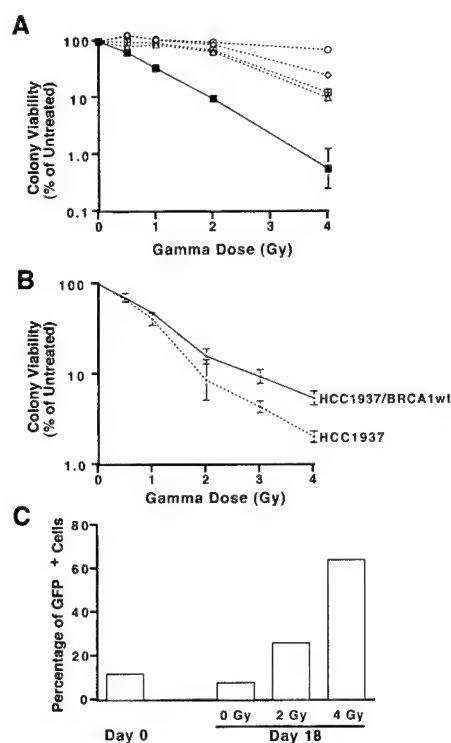 A
Colony Viability
(% of Untreated)
100
10
1.0
0.1
0
1
2
3
4
Gamma Dose (Gy)
B
Colony Viability
(% of Untreated)
100
10
1.0
0
1
2
3
4
HCC1937/BRCA1wt
HCC1937
Gamma Dose (Gy)
C
Percentage of GFP + Cells
80
60
40
20
0
0 Gy
2 Gy
4 Gy
Day 0
Day 18